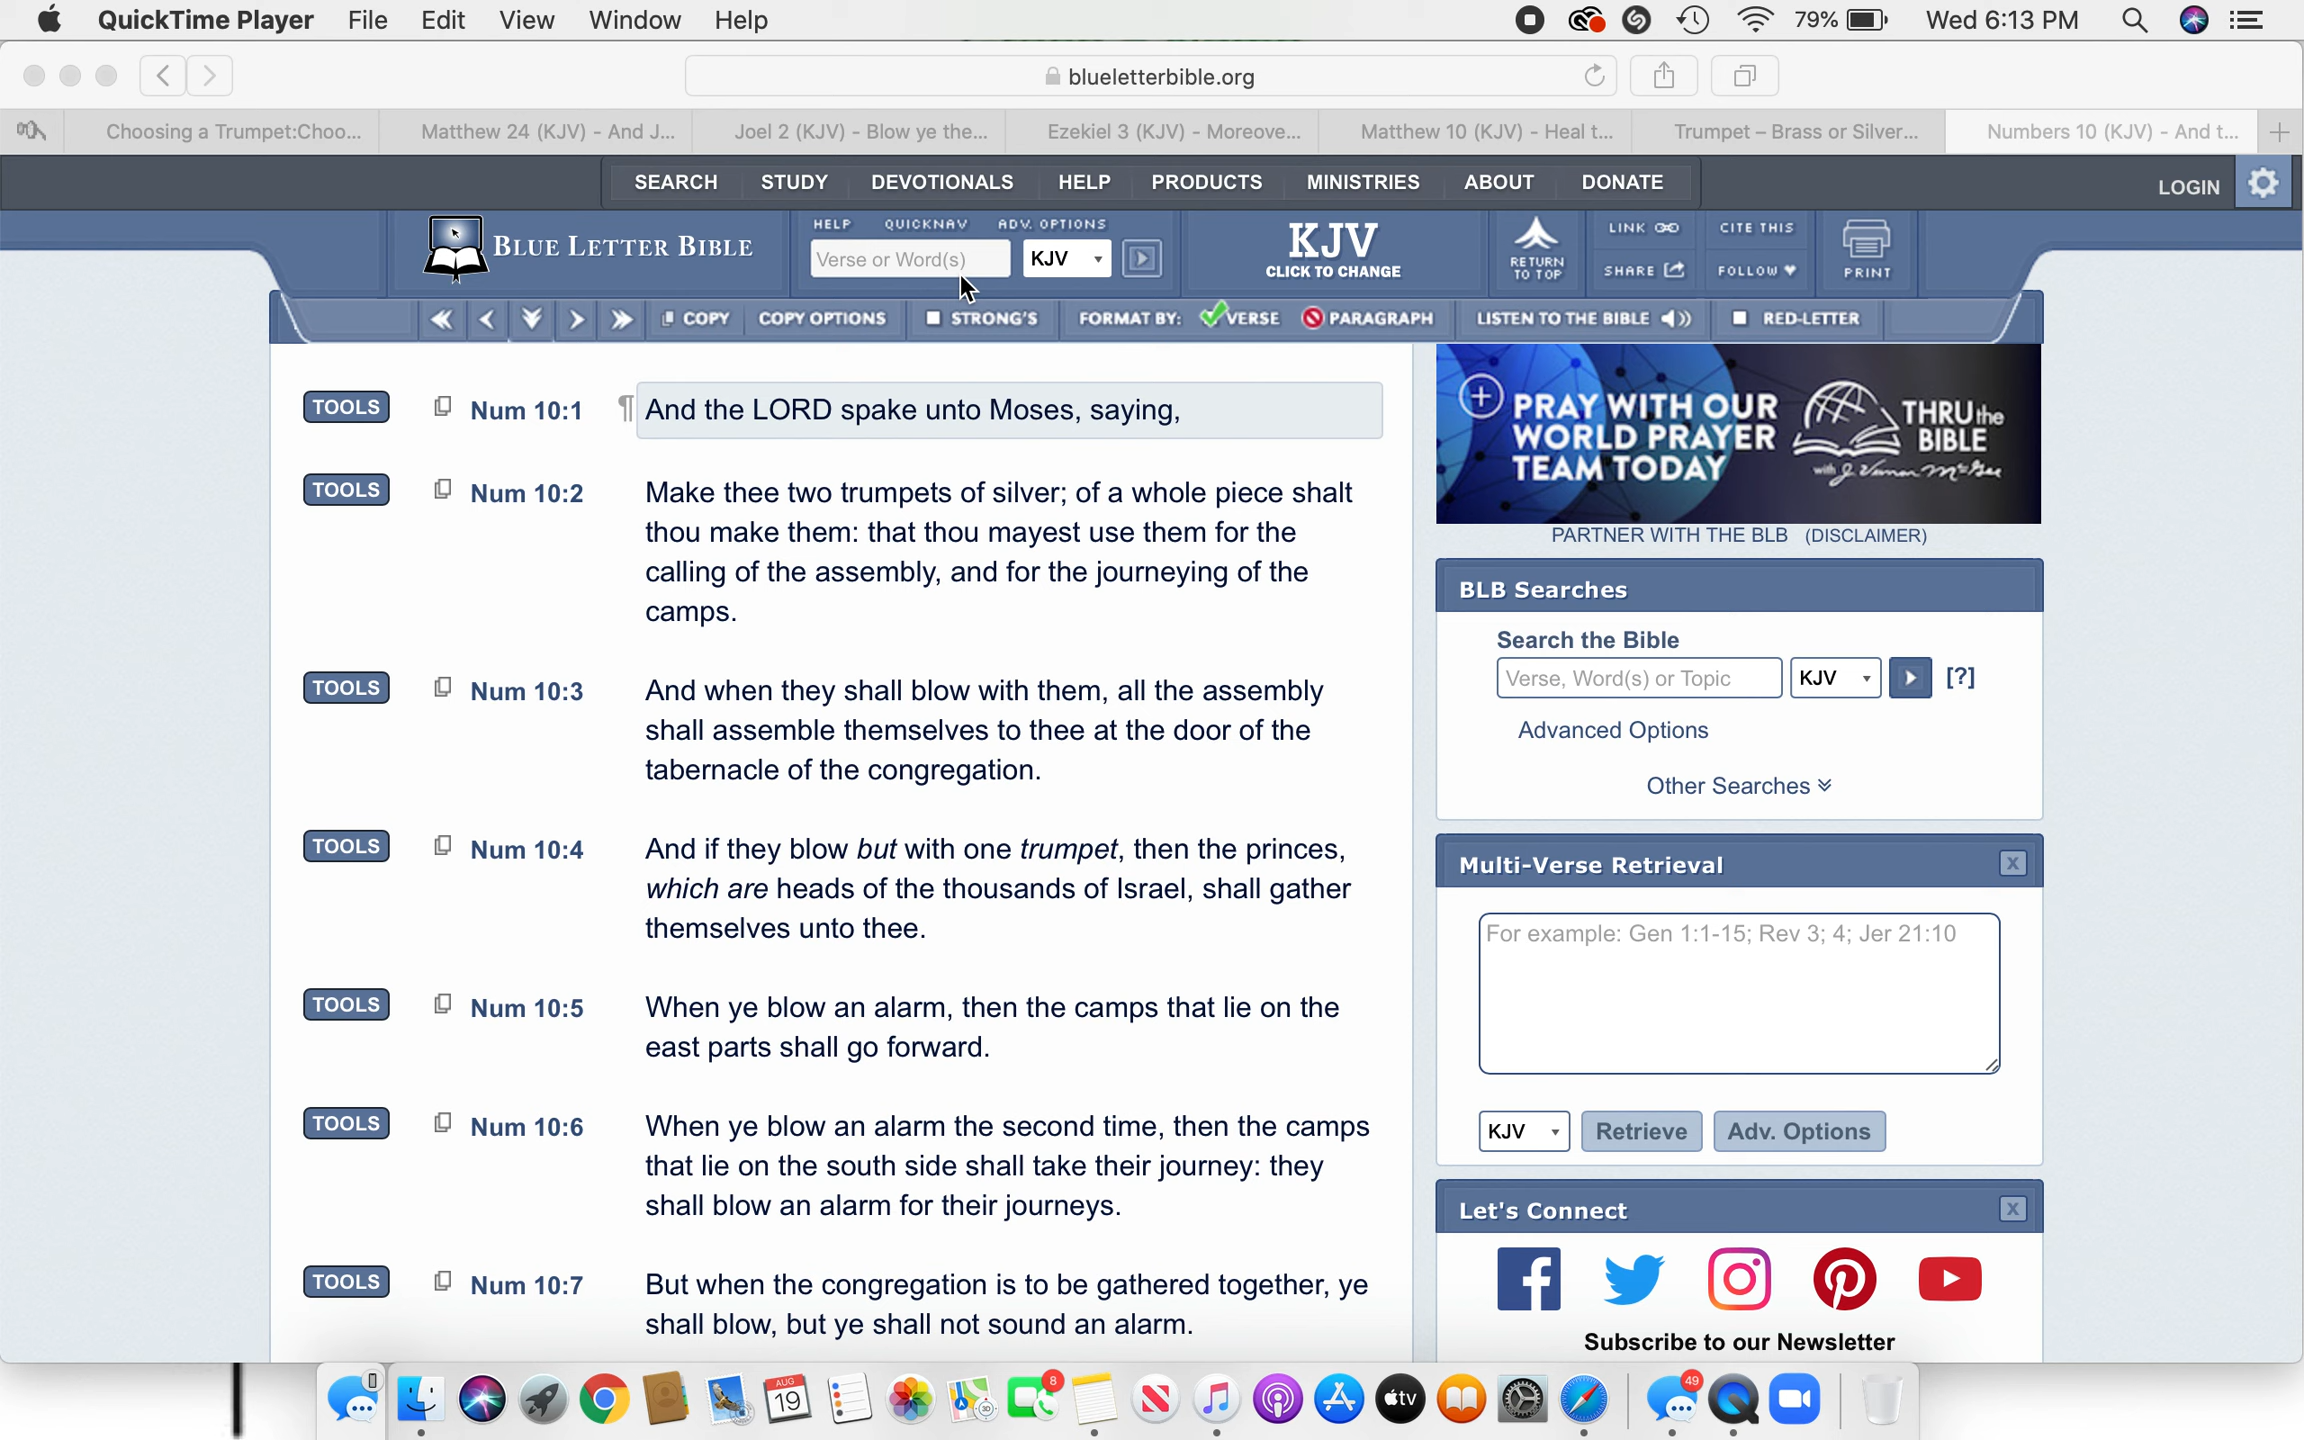 QuickTime Player File Edit View Window Help 79% Wed 6:13 PM
blueletterbible.org
Choosing a Trumpet:Choo... Matthew 24 (KJV) - And J... Joel 2 (KJV) - Blow ye the... Ezekiel 3 (KJV) - Moreove... Matthew 10 (KJV) - Heal t... Trumpet – Brass or Silver... Numbers 10 (KJV) - And t...
SEARCH STUDY DEVOTIONALS HELP PRODUCTS MINISTRIES ABOUT DONATE LOGIN
HELP QUICKNAV ADV. OPTIONS
BLUE LETTER BIBLE
Verse or Word(s) KJV
KJV
CLICK TO CHANGE
RETURN
TO TOP
LINK CITE THIS
SHARE FOLLOW
PRINT
COPY COPY OPTIONS STRONG'S FORMAT BY: VERSE PARAGRAPH LISTEN TO THE BIBLE RED-LETTER
TOOLS Num 10:1 ¶ And the LORD spake unto Moses, saying,
TOOLS Num 10:2 Make thee two trumpets of silver; of a whole piece shalt
thou make them: that thou mayest use them for the
calling of the assembly, and for the journeying of the
camps.
TOOLS Num 10:3 And when they shall blow with them, all the assembly
shall assemble themselves to thee at the door of the
tabernacle of the congregation.
TOOLS Num 10:4 And if they blow but with one trumpet, then the princes,
which are heads of the thousands of Israel, shall gather
themselves unto thee.
TOOLS Num 10:5 When ye blow an alarm, then the camps that lie on the
east parts shall go forward.
TOOLS Num 10:6 When ye blow an alarm the second time, then the camps
that lie on the south side shall take their journey: they
shall blow an alarm for their journeys.
TOOLS Num 10:7 But when the congregation is to be gathered together, ye
shall blow, but ye shall not sound an alarm.
PRAY WITH OUR
WORLD PRAYER
TEAM TODAY
THRU the
BIBLE
with J. Vernon McGee
PARTNER WITH THE BLB (DISCLAIMER)
BLB Searches
Search the Bible
Verse, Word(s) or Topic KJV [?]
Advanced Options
Other Searches
Multi-Verse Retrieval X
For example: Gen 1:1-15; Rev 3; 4; Jer 21:10
KJV Retrieve Adv. Options
Let's Connect X
Subscribe to our Newsletter
AUG
19
3D
8
tv
49